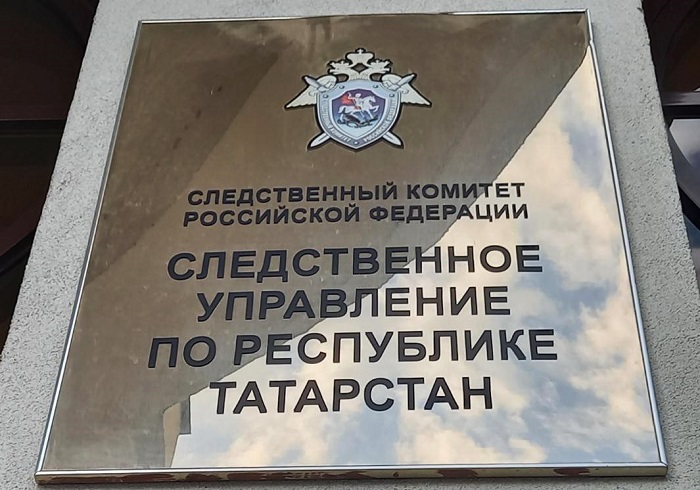 СЛЕДСТВЕННЫЙ КОМИТЕТ
РОССИЙСКОЙ ФЕДЕРАЦИИ
СЛЕДСТВЕННОЕ
УПРАВЛЕНИЕ
ПО РЕСПУБЛИКЕ
ТАТАРСТАН